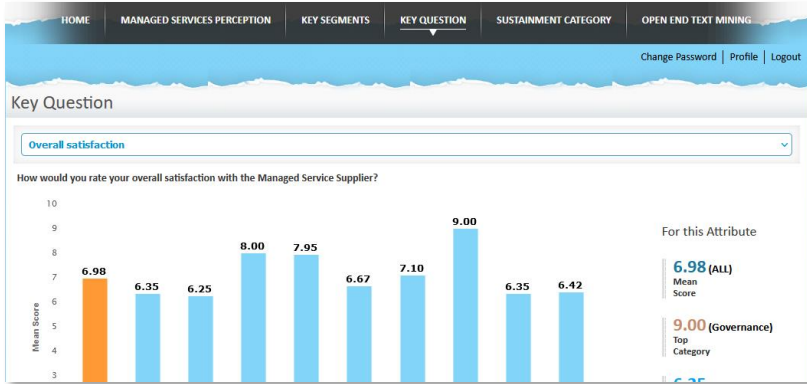 HOME MANAGED SERVICES PERCEPTION KEY SEGMENTS KEY QUESTION SUSTAINMENT CATEGORY OPEN END TEXT MINING
Change Password | Profile | Logout
Key Question
Overall satisfaction
How would you rate your overall satisfaction with the Managed Service Supplier?
10
9
8
7
6
5
4
3
Mean Score
6.98
6.35
6.25
8.00
7.95
6.67
7.10
9.00
6.35
6.42
For this Attribute
6.98 (ALL)
Mean
Score
9.00 (Governance)
Top
Category